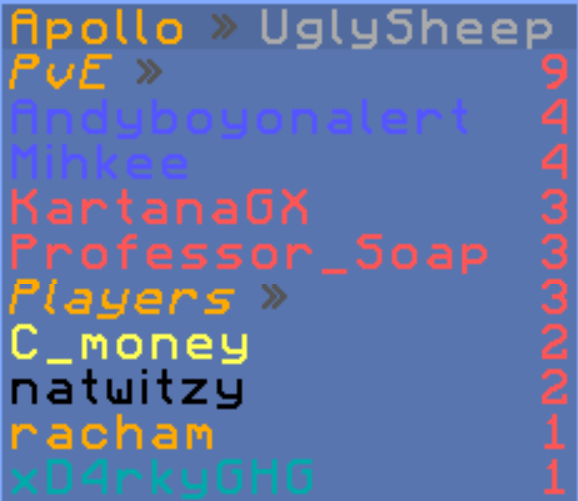 Apollo » UglySheep
PvE » 9
Andyboyonalert 4
Mihkee 4
KartanaGX 3
Professor_Soap 3
Players » 3
C_money 2
natwitzy 2
racham 1
xD4rkyGHG 1